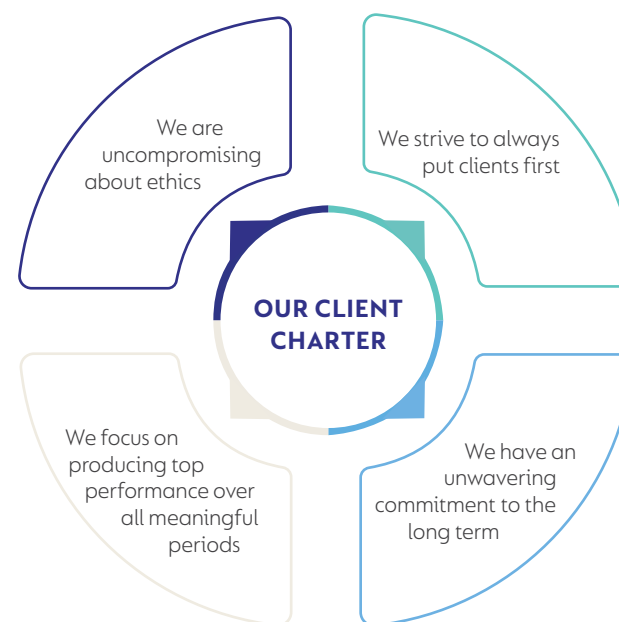 We are
uncompromising
about ethics
We strive to always
put clients first
OUR CLIENT
CHARTER
We focus on
producing top
performance over
all meaningful
periods
We have an
unwavering
commitment to the
long term